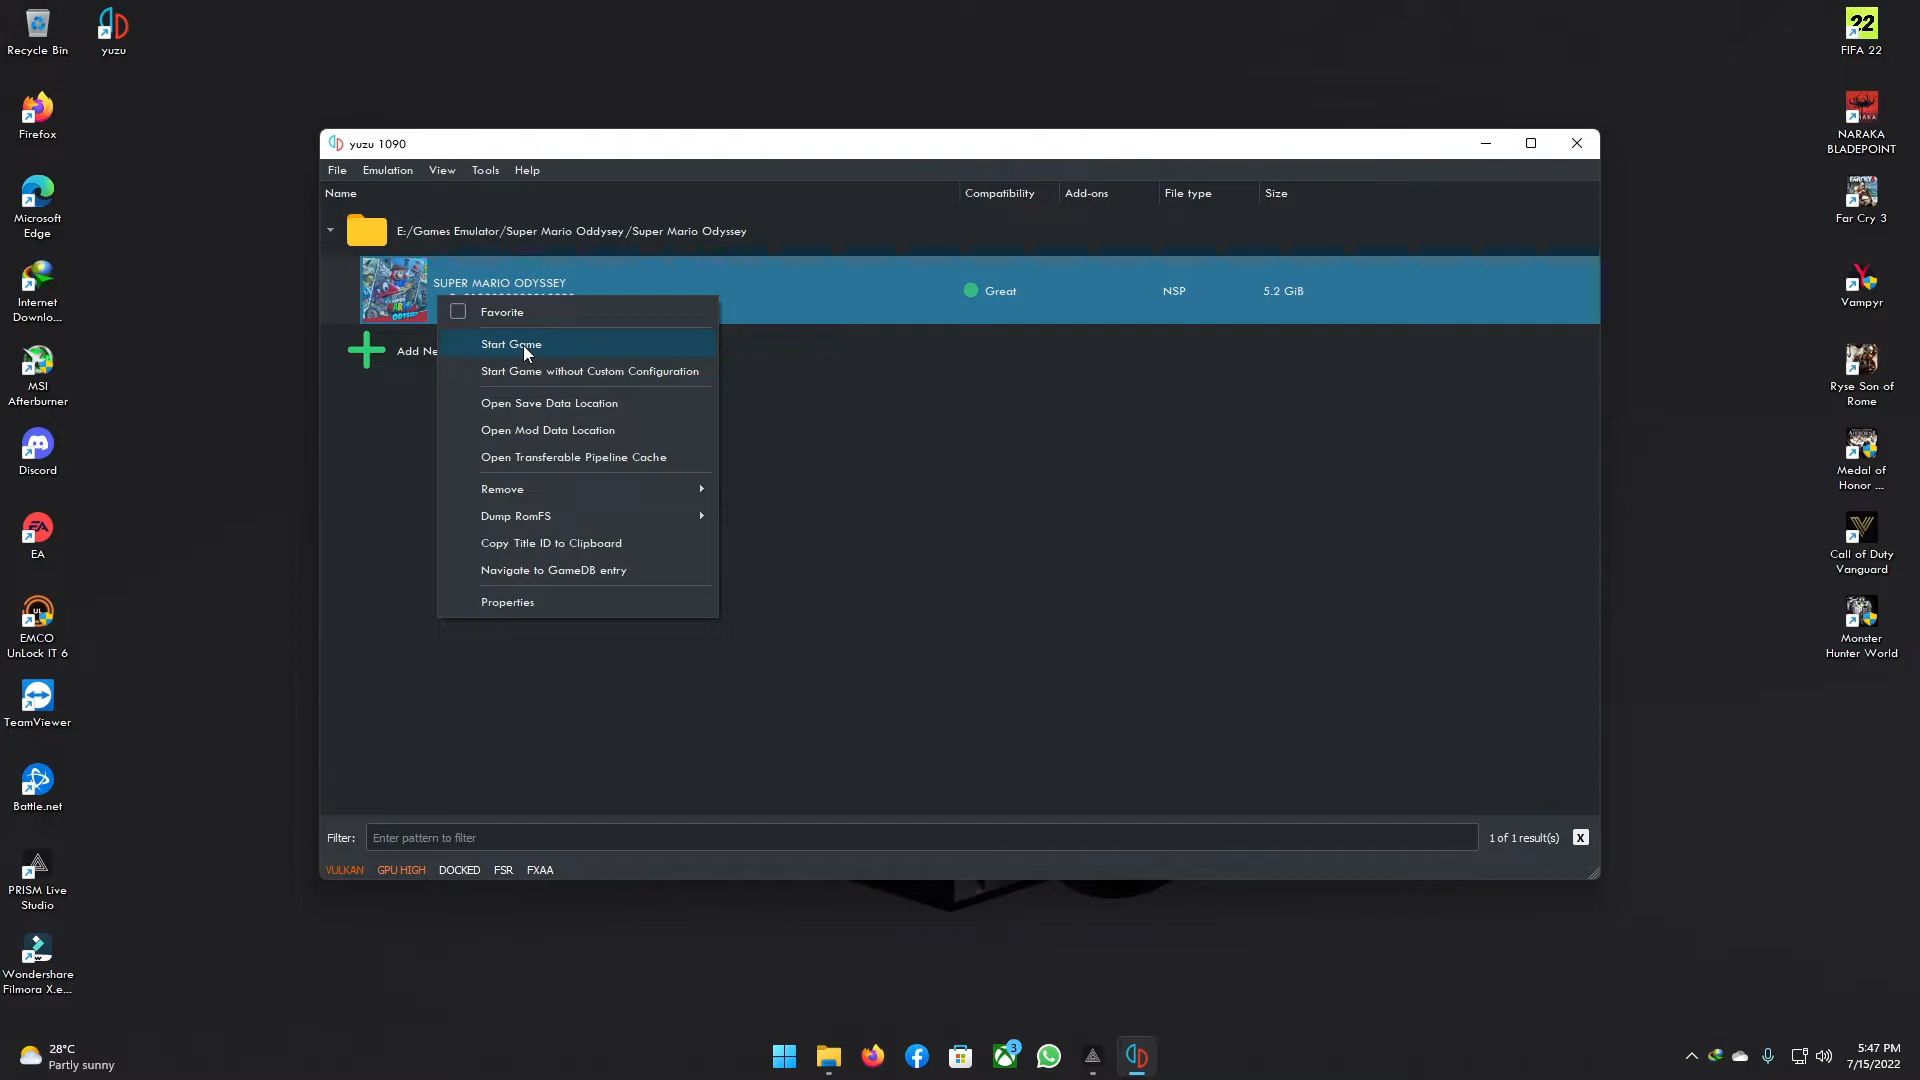 Recycle Bin
yuzu
Firefox
Microsoft
Edge
Internet
Downlo...
MSI
Afterburner
Discord
EA
EMCO
UnLock IT 6
TeamViewer
Battle.net
PRISM Live
Studio
Wondershare
Filmora X.e...
yuzu 1090
File Emulation View Tools Help
Name Compatibility Add-ons File type Size
E:/Games Emulator/Super Mario Oddysey/Super Mario Odyssey
SUPER MARIO ODYSSEY
Great NSP 5.2 GiB
Add Ne
Favorite
Start Game
Start Game without Custom Configuration
Open Save Data Location
Open Mod Data Location
Open Transferable Pipeline Cache
Remove
Dump RomFS
Copy Title ID to Clipboard
Navigate to GameDB entry
Properties
Filter: Enter pattern to filter 1 of 1 result(s) X
VULKAN GPU HIGH DOCKED FSR FXAA
22
FIFA 22
NARAKA
BLADEPOINT
Far Cry 3
Vampyr
Ryse Son of
Rome
Medal of
Honor ...
Call of Duty
Vanguard
Monster
Hunter World
28°C
Partly sunny
3
5:47 PM
7/15/2022